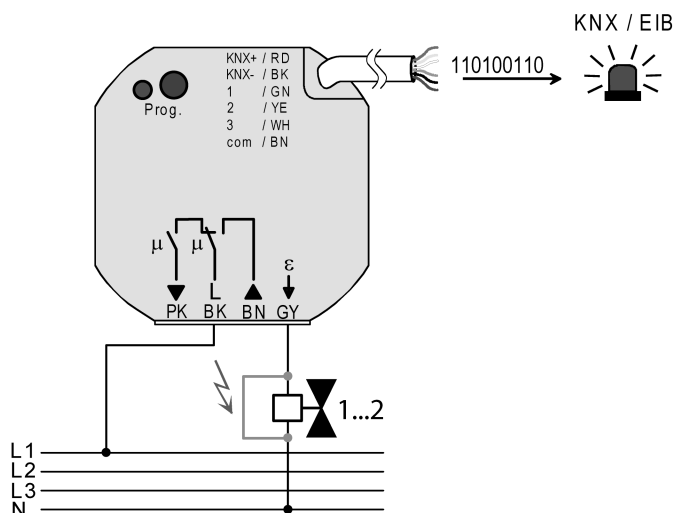 KNX / EIB
KNX+ / RD
KNX- / BK
1 / GN
2 / YE
3 / WH
com / BN
110100110
Prog.
µ µ
ε
L
PK BK BN GY
1...2
L1
L2
L3
N